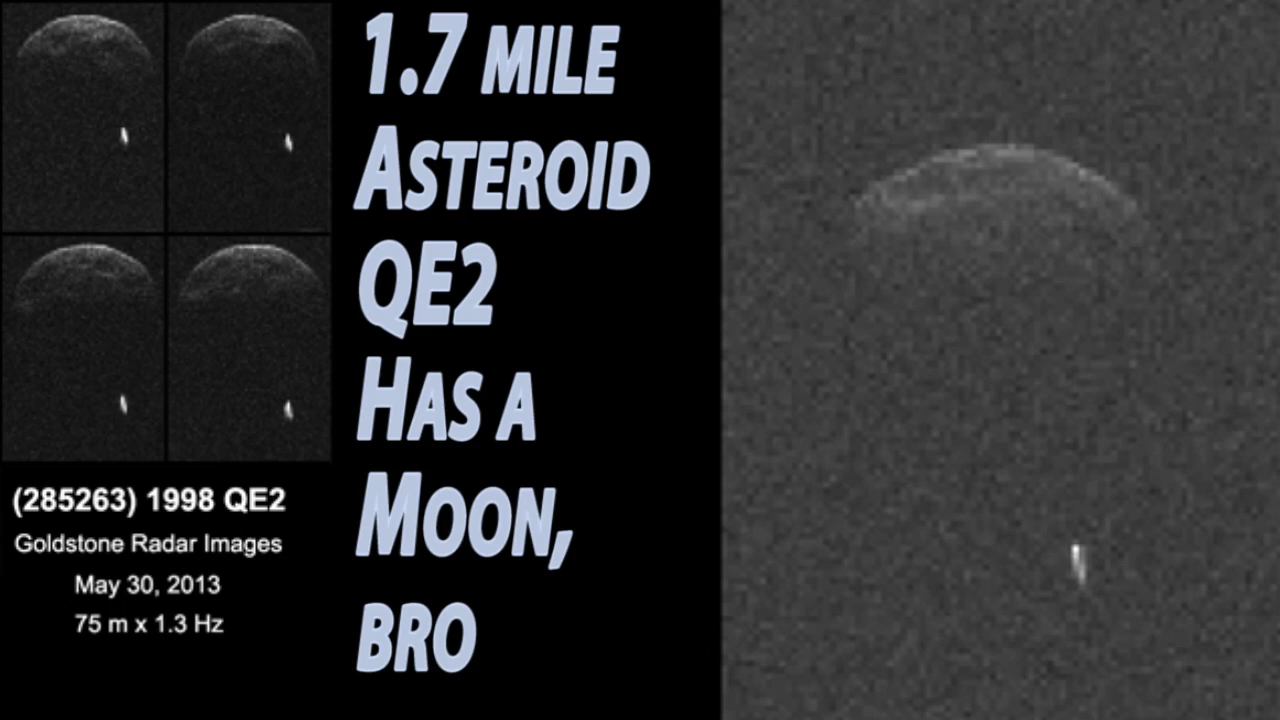 1.7 MILE
ASTEROID
QE2
HAS A
MOON,
BRO
(285263) 1998 QE2
Goldstone Radar Images
May 30, 2013
75 m x 1.3 Hz